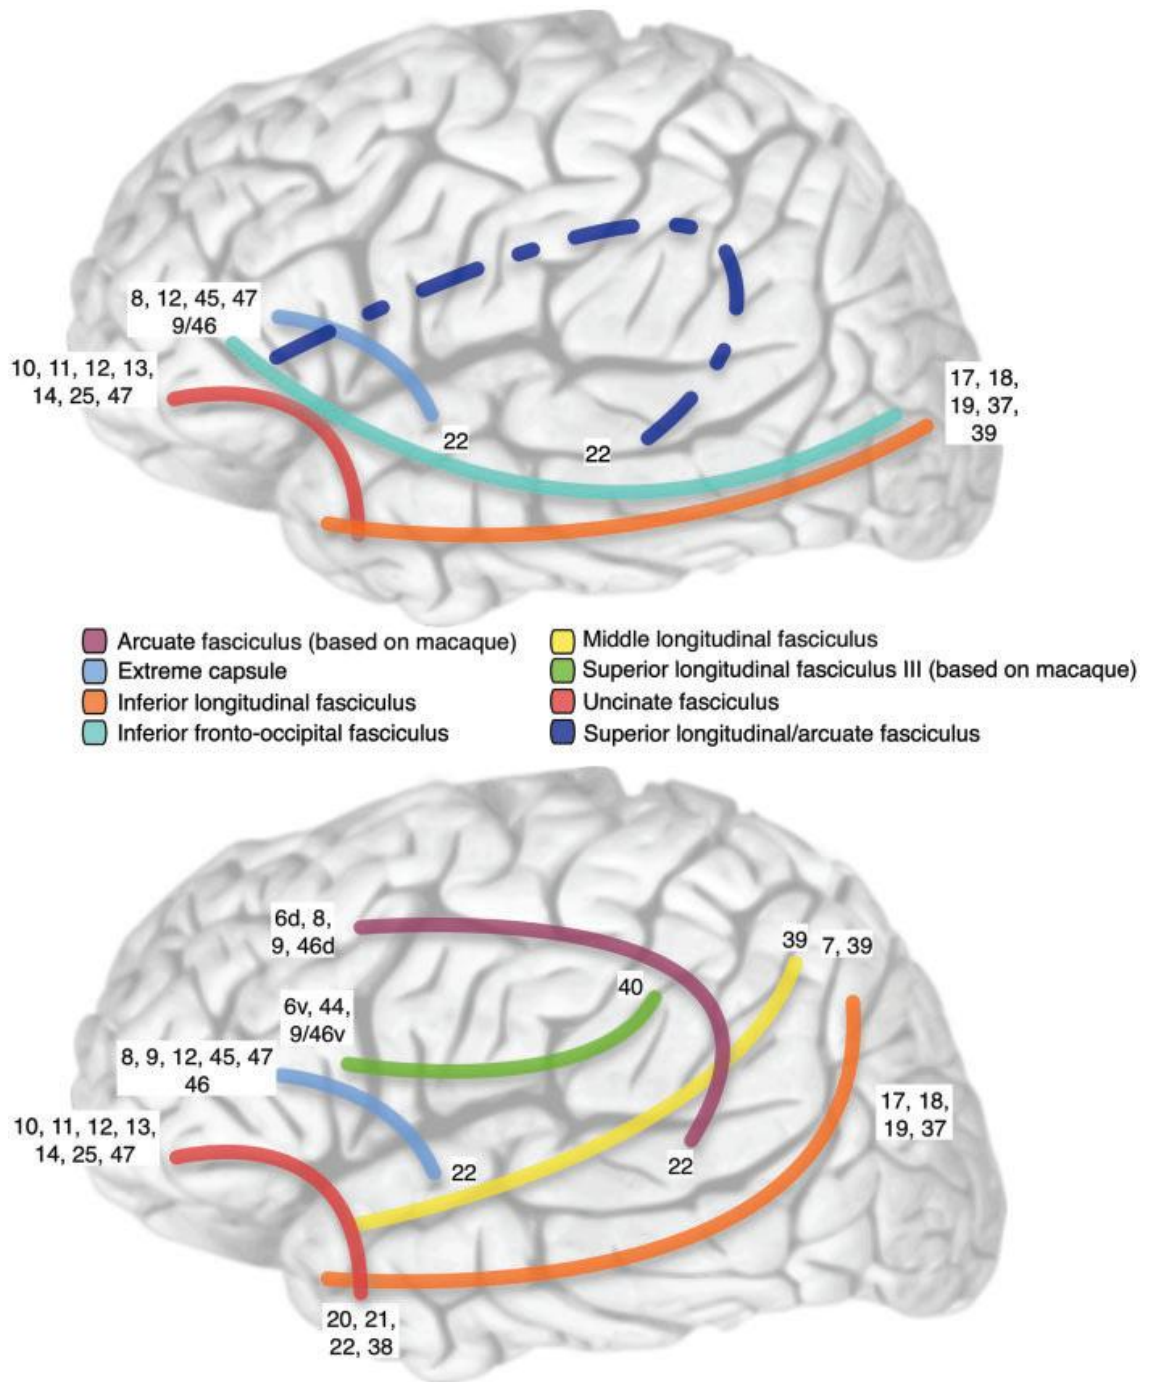 8, 12, 45, 47
9/46
10, 11, 12, 13,
14, 25, 47
22
22
17, 18,
19, 37,
39
Arcuate fasciculus (based on macaque)
Extreme capsule
Inferior longitudinal fasciculus
Inferior fronto-occipital fasciculus
Middle longitudinal fasciculus
Superior longitudinal fasciculus III (based on macaque)
Uncinate fasciculus
Superior longitudinal/arcuate fasciculus
6d, 8,
9, 46d
39
7, 39
40
6v, 44,
9/46v
8, 9, 12, 45, 47
46
10, 11, 12, 13,
14, 25, 47
22
22
17, 18,
19, 37
20, 21,
22, 38